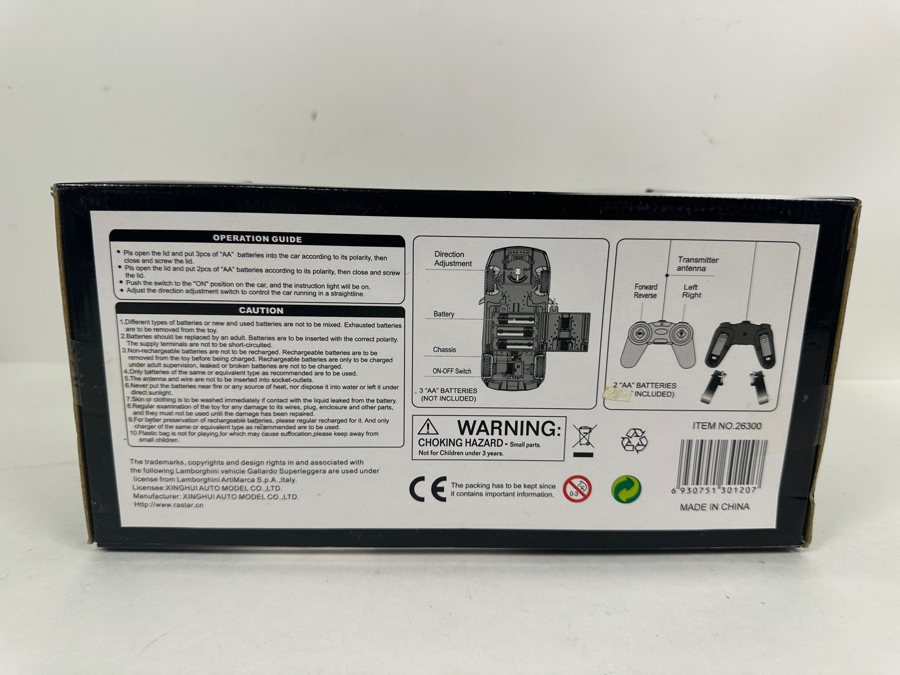 OPERATION GUIDE
• Pls open the lid and put 3pcs of "AA" batteries into the car according to its polarity, then
close and screw the lid.
• Pls open the lid and put 2pcs of "AA" batteries according to its polarity, then close and screw
the lid.
• Push the switch to the "ON" position on the car, and the instruction light will be on.
• Adjust the direction adjustment switch to control the car running in a straightline.
CAUTION
1.Different types of batteries or new and used batteries are not to be mixed. Exhausted batteries
are to be removed from the toy.
2.Batteries should be replaced by an adult. Batteries are to be inserted with the correct polarity.
The supply terminals are not to be short-circuited.
3.Non-rechargeable batteries are not to be recharged. Rechargeable batteries are to be
removed from the toy before being charged. Rechargeable batteries are only to be charged
under adult supervision, leaked or broken batteries are not to be charged.
4.Only batteries of the same or equivalent type as recommended are to be used.
5.The antenna and wire are not to be inserted into socket-outlets.
6.Never put the batteries near fire or any source of heat, nor dispose it into water or left it under
direct sunlight.
7.Skin or clothing is to be washed immediately if contact with the liquid leaked from the battery.
8.Regular examination of the toy for any damage to its wires, plug, enclosure and other parts,
and they must not be used until the damage has been repaired.
9.For better preservation of rechargeable batteries, please regular recharged for it. And only
charger of the same or equivalent type as recommended are to be used.
10.Plastic bag is not for playing,for which may cause suffocation,please keep away from
small children.
The trademarks, copyrights and design rights in and associated with
the following Lamborghini vehicle Gallardo Superleggera are used under
license from Lamborghini ArtiMarca S.p.A.,Italy.
Licensee:XINGHUI AUTO MODEL CO.,LTD.
Manufacturer: XINGHUI AUTO MODEL CO.,LTD.
Http://www.rastar.cn
Direction
Adjustment
Battery
Chassis
ON-OFF Switch
3 "AA" BATTERIES
(NOT INCLUDED)
Transmitter
antenna
Forward
Reverse
Left
Right
2 "AA" BATTERIES
INCLUDED)
WARNING:
CHOKING HAZARD - Small parts.
Not for Children under 3 years.
CE
The packing has to be kept since
it contains important information.
0-3
ITEM NO.26300
6 930751 301207
MADE IN CHINA